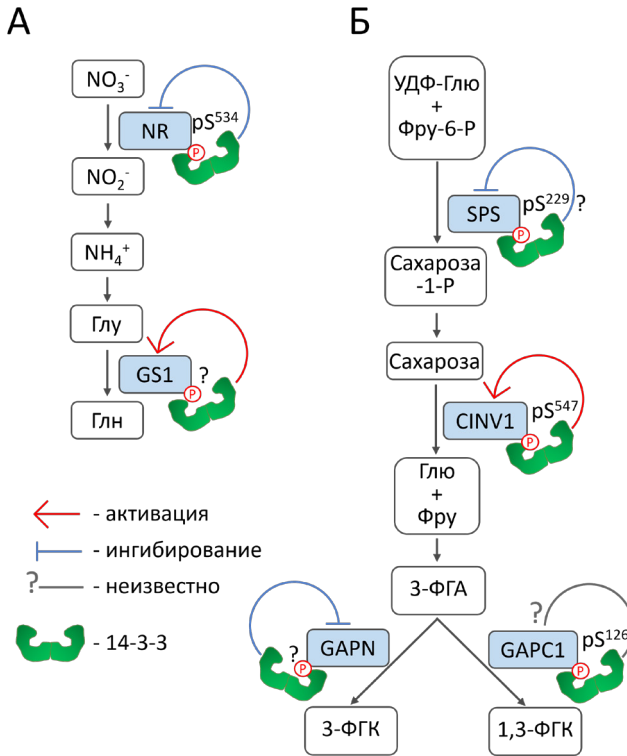 А
NO₃⁻
NR
pS⁵³⁴
P
NO₂⁻
NH₄⁺
Глу
GS1
?
P
Глн
- активация
- ингибирование
? - неизвестно
- 14-3-3
Б
УДФ-Глю
+
Фру-6-Р
SPS
pS²²⁹?
P
Сахароза
-1-Р
Сахароза
CINV1
pS⁵⁴⁷
P
Глю
+
Фру
3-ФГА
GAPN
?
P
?
GAPC1
pS¹²⁶
P
3-ФГК
1,3-ФГК